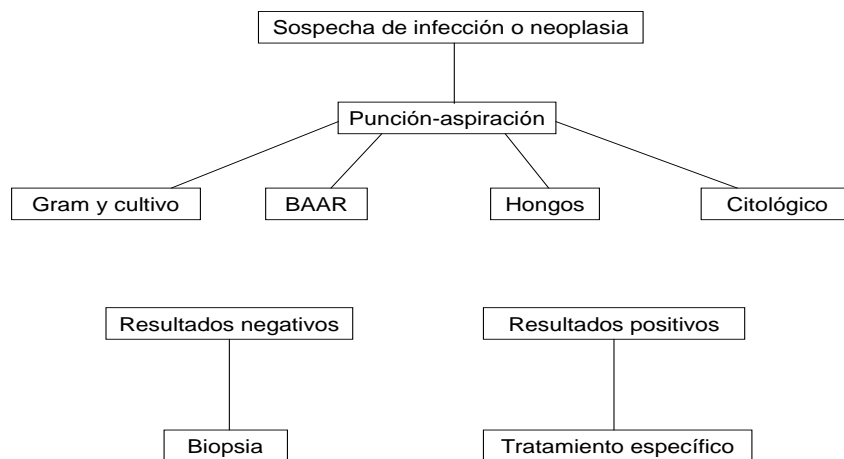 Sospecha de infección o neoplasia
Punción-aspiración
Gram y cultivo
BAAR
Hongos
Citológico
Resultados negativos
Resultados positivos
Biopsia
Tratamiento específico